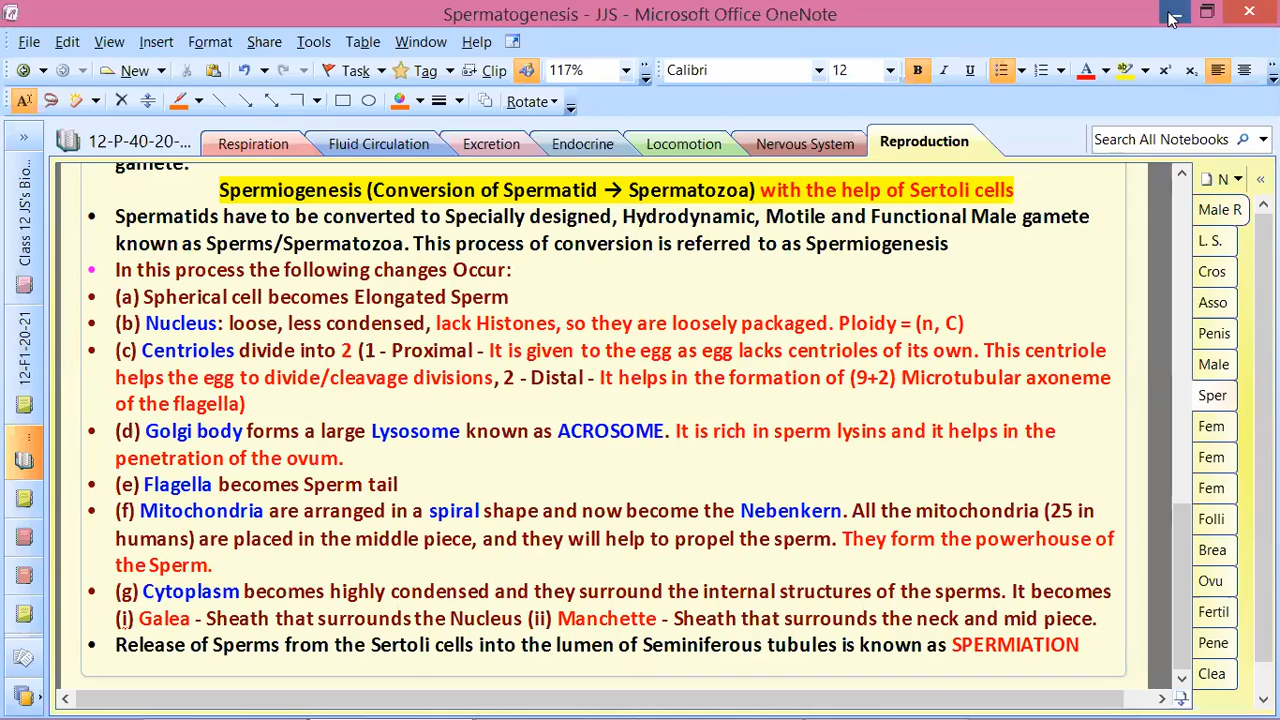 Spermatogenesis - JJS - Microsoft Office OneNote
File Edit View Insert Format Share Tools Table Window Help
New Task Tag Clip 117% Calibri 12 B I U A ab x² x₂
A Rotate
12-P-40-20-... Respiration Fluid Circulation Excretion Endocrine Locomotion Nervous System Reproduction Search All Notebooks
Class 12 JJS's Bio...
12-F1-20-21
gamete.
Spermiogenesis (Conversion of Spermatid → Spermatozoa) with the help of Sertoli cells
• Spermatids have to be converted to Specially designed, Hydrodynamic, Motile and Functional Male gamete
known as Sperms/Spermatozoa. This process of conversion is referred to as Spermiogenesis
• In this process the following changes Occur:
• (a) Spherical cell becomes Elongated Sperm
• (b) Nucleus: loose, less condensed, lack Histones, so they are loosely packaged. Ploidy = (n, C)
• (c) Centrioles divide into 2 (1 - Proximal - It is given to the egg as egg lacks centrioles of its own. This centriole
helps the egg to divide/cleavage divisions, 2 - Distal - It helps in the formation of (9+2) Microtubular axoneme
of the flagella)
• (d) Golgi body forms a large Lysosome known as ACROSOME. It is rich in sperm lysins and it helps in the
penetration of the ovum.
• (e) Flagella becomes Sperm tail
• (f) Mitochondria are arranged in a spiral shape and now become the Nebenkern. All the mitochondria (25 in
humans) are placed in the middle piece, and they will help to propel the sperm. They form the powerhouse of
the Sperm.
• (g) Cytoplasm becomes highly condensed and they surround the internal structures of the sperms. It becomes
(i) Galea - Sheath that surrounds the Nucleus (ii) Manchette - Sheath that surrounds the neck and mid piece.
• Release of Sperms from the Sertoli cells into the lumen of Seminiferous tubules is known as SPERMIATION
N
Male R
L. S.
Cros
Asso
Penis
Male
Sper
Fem
Fem
Fem
Folli
Brea
Ovu
Fertil
Pene
Clea